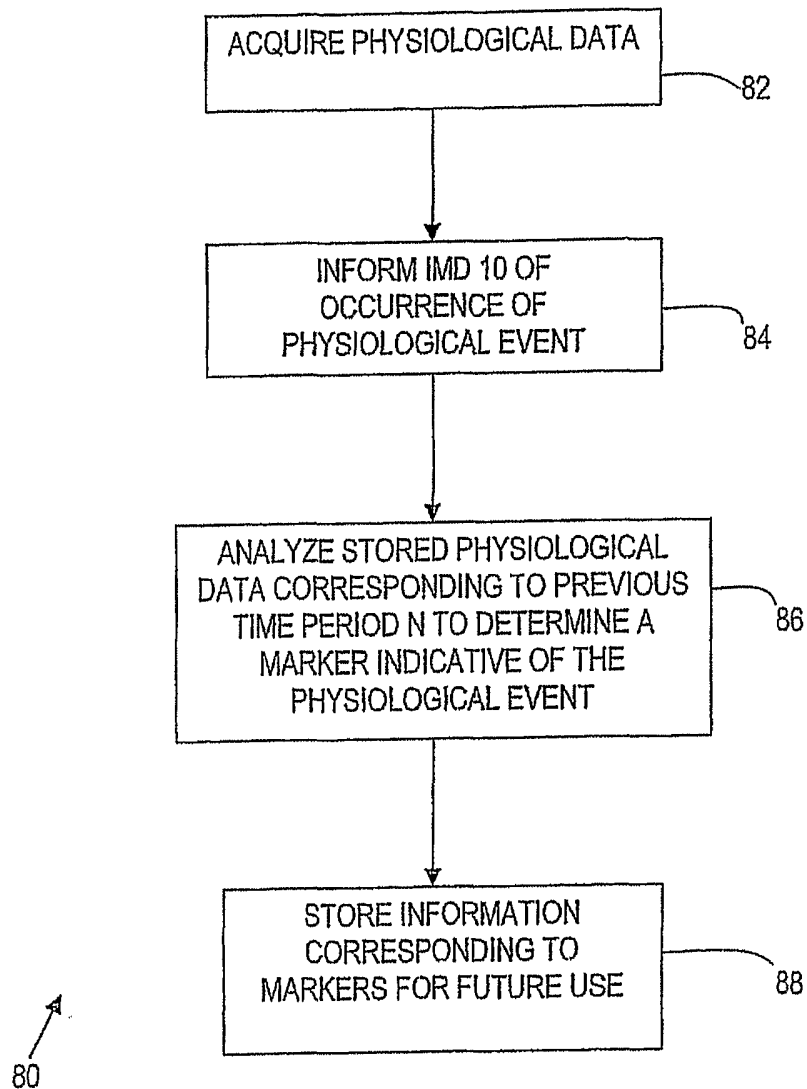 ACQUIRE PHYSIOLOGICAL DATA
82
INFORM IMD 10 OF
OCCURRENCE OF
PHYSIOLOGICAL EVENT
84
ANALYZE STORED PHYSIOLOGICAL
DATA CORRESPONDING TO PREVIOUS
TIME PERIOD N TO DETERMINE A
MARKER INDICATIVE OF THE
PHYSIOLOGICAL EVENT
86
STORE INFORMATION
CORRESPONDING TO
MARKERS FOR FUTURE USE
88
80